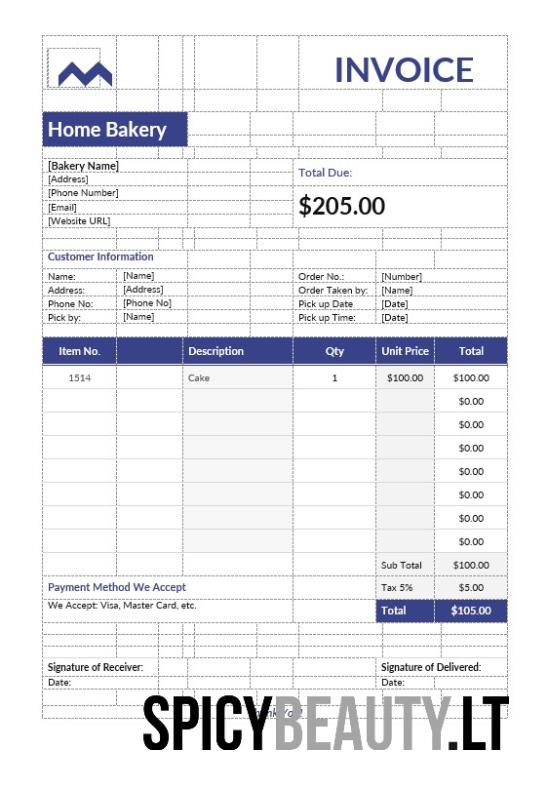 INVOICE
Home Bakery
[Bakery Name]
[Address]
[Phone Number]
[Email]
[Website URL]
Total Due:
$205.00
Customer Information
Name: [Name] Order No.: [Number]
Address: [Address] Order Taken by: [Name]
Phone No: [Phone No] Pick up Date [Date]
Pick by: [Name] Pick up Time: [Date]
Item No. Description Qty Unit Price Total
1514 Cake 1 $100.00 $100.00
$0.00
$0.00
$0.00
$0.00
$0.00
$0.00
$0.00
Sub Total $100.00
Payment Method We Accept Tax 5% $5.00
We Accept: Visa, Master Card, etc. Total $105.00
Signature of Receiver: Signature of Delivered:
Date: Date:
SPICYBEAUTY.LT